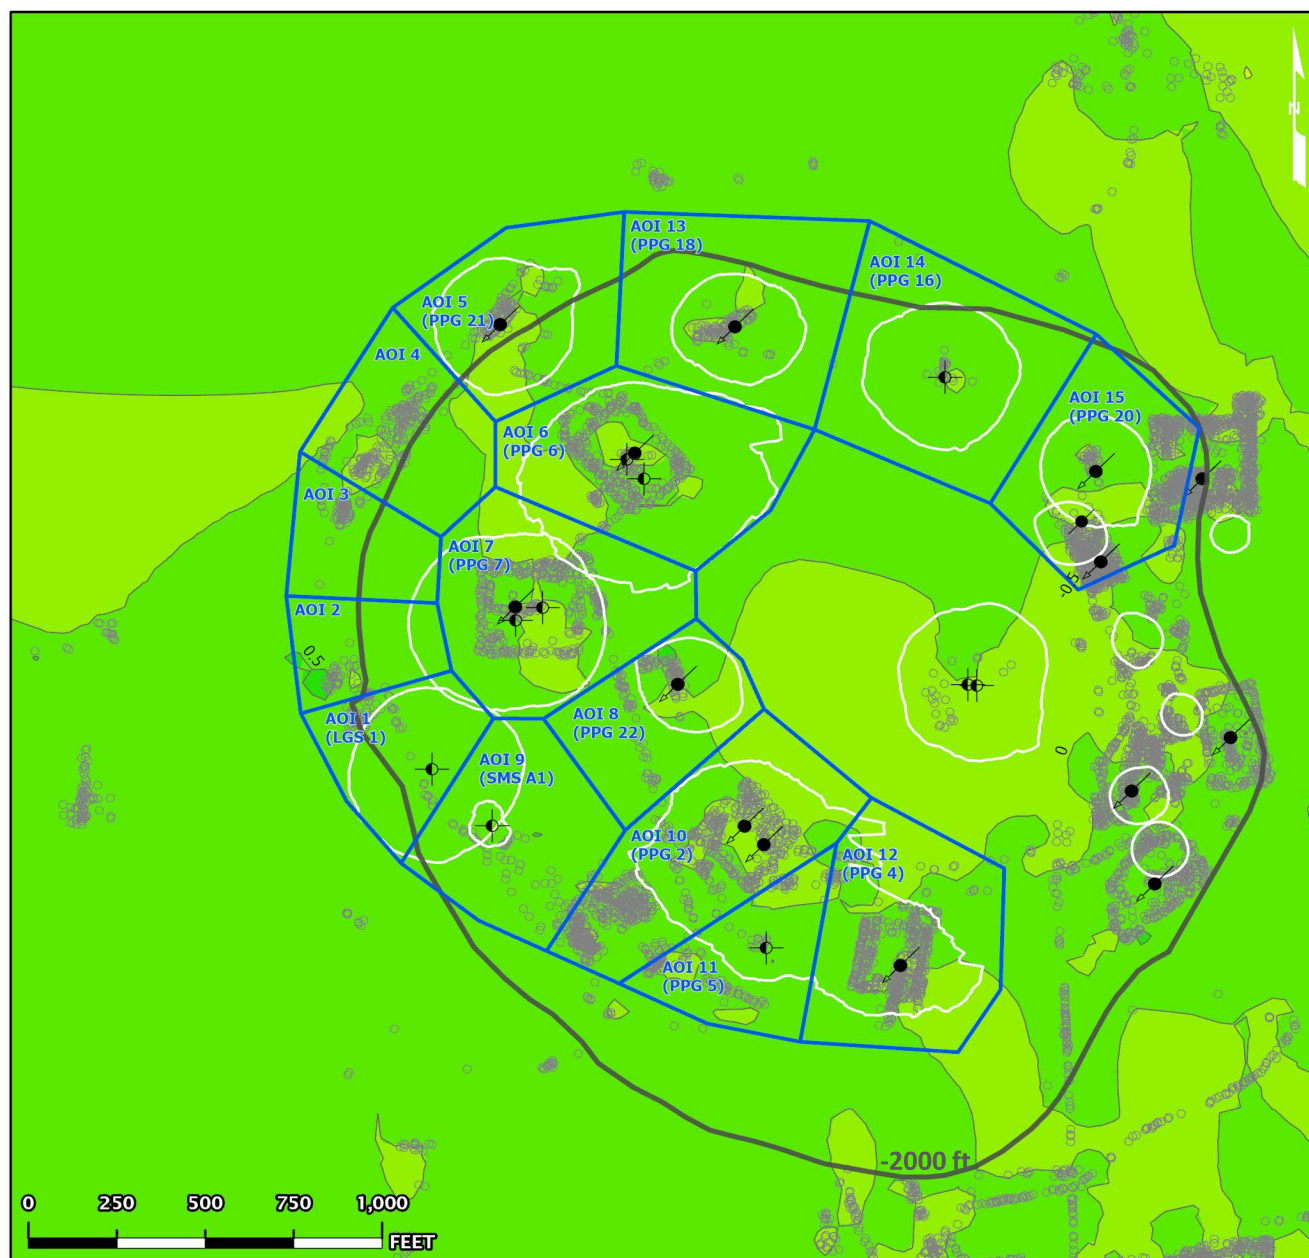 N
AOI 13
(PPG 18)
AOI 14
(PPG 16)
AOI 5
(PPG 21)
AOI 4
AOI 15
(PPG 20)
AOI 6
(PPG 6)
AOI 3
AOI 7
(PPG 7)
-0.5
AOI 2
0.5
AOI 1
(LGS 1)
AOI 8
(PPG 22)
0
AOI 9
(SMS A1)
AOI 10
(PPG 2)
AOI 12
(PPG 4)
AOI 11
(PPG 5)
-2000 ft
0 250 500 750 1,000
FEET